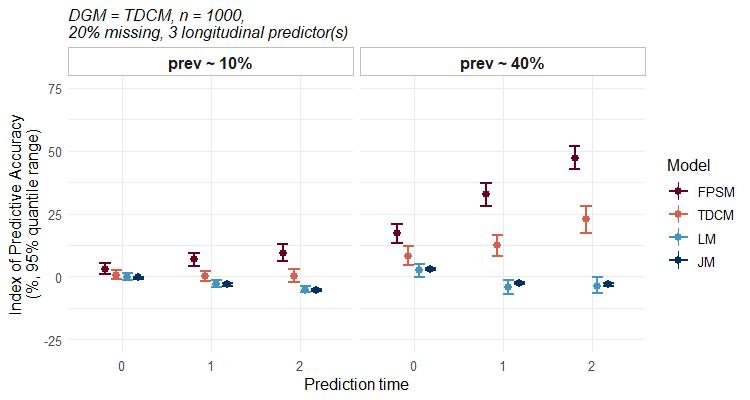 DGM = TDCM, n = 1000,
20% missing, 3 longitudinal predictor(s)
prev ~ 10%
prev ~ 40%
Index of Predictive Accuracy
(%, 95% quantile range)
75
50
25
0
-25
0
1
2
0
1
2
Prediction time
Model
FPSM
TDCM
LM
JM